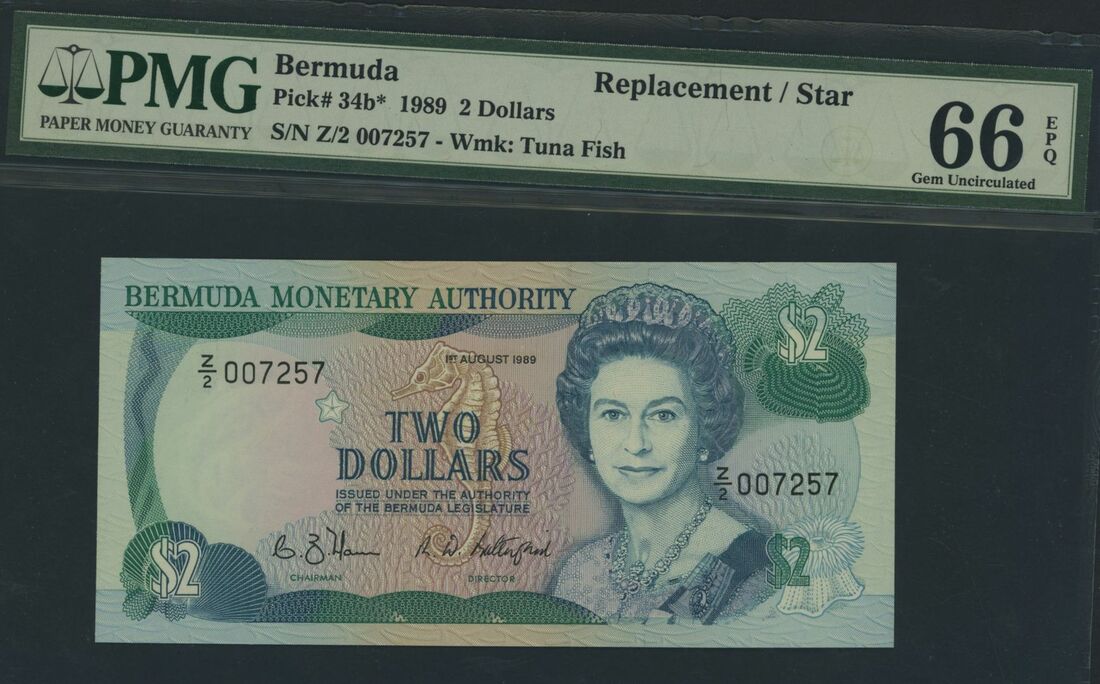 PMG
PAPER MONEY GUARANTY
Bermuda
Pick# 34b* 1989 2 Dollars
S/N Z/2 007257 - Wmk: Tuna Fish
Replacement / Star
66
EPQ
Gem Uncirculated
BERMUDA MONETARY AUTHORITY
$2
1ST AUGUST 1989
Z/2 007257
TWO
DOLLARS
Z/2 007257
ISSUED UNDER THE AUTHORITY
OF THE BERMUDA LEGISLATURE
$2
CHAIRMAN
DIRECTOR
$2